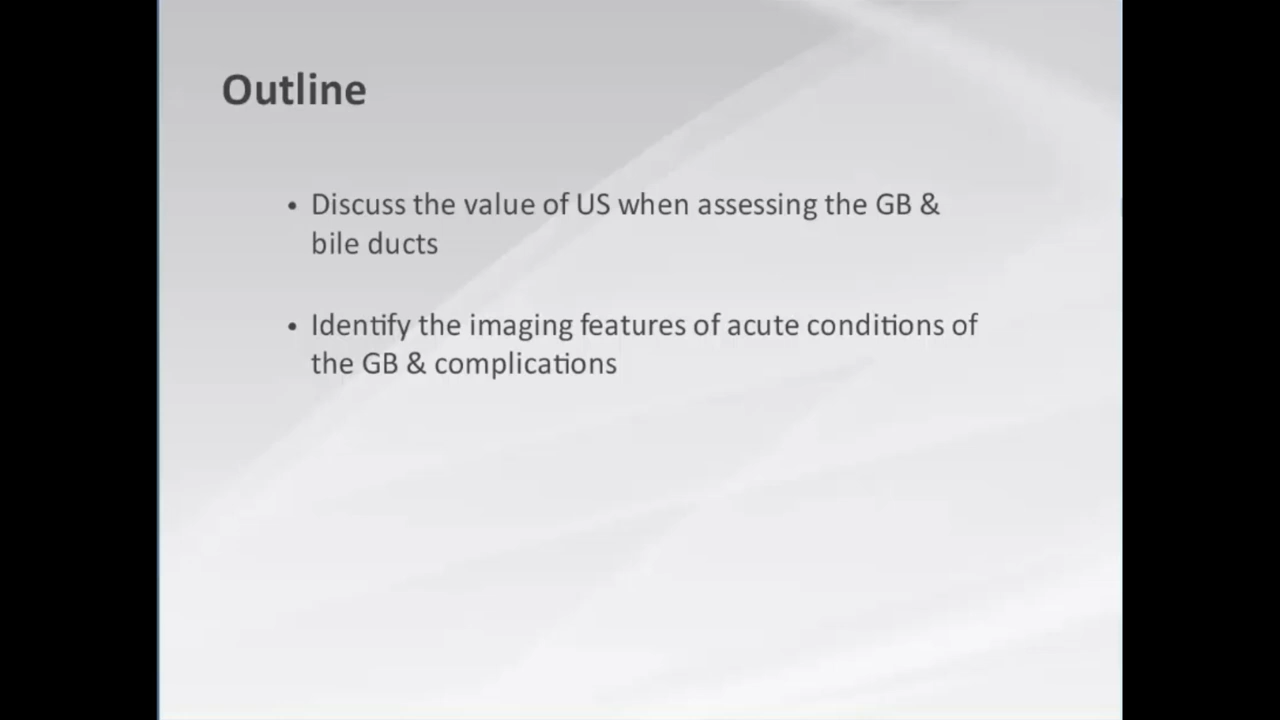 Outline
• Discuss the value of US when assessing the GB &
bile ducts
• Identify the imaging features of acute conditions of
the GB & complications